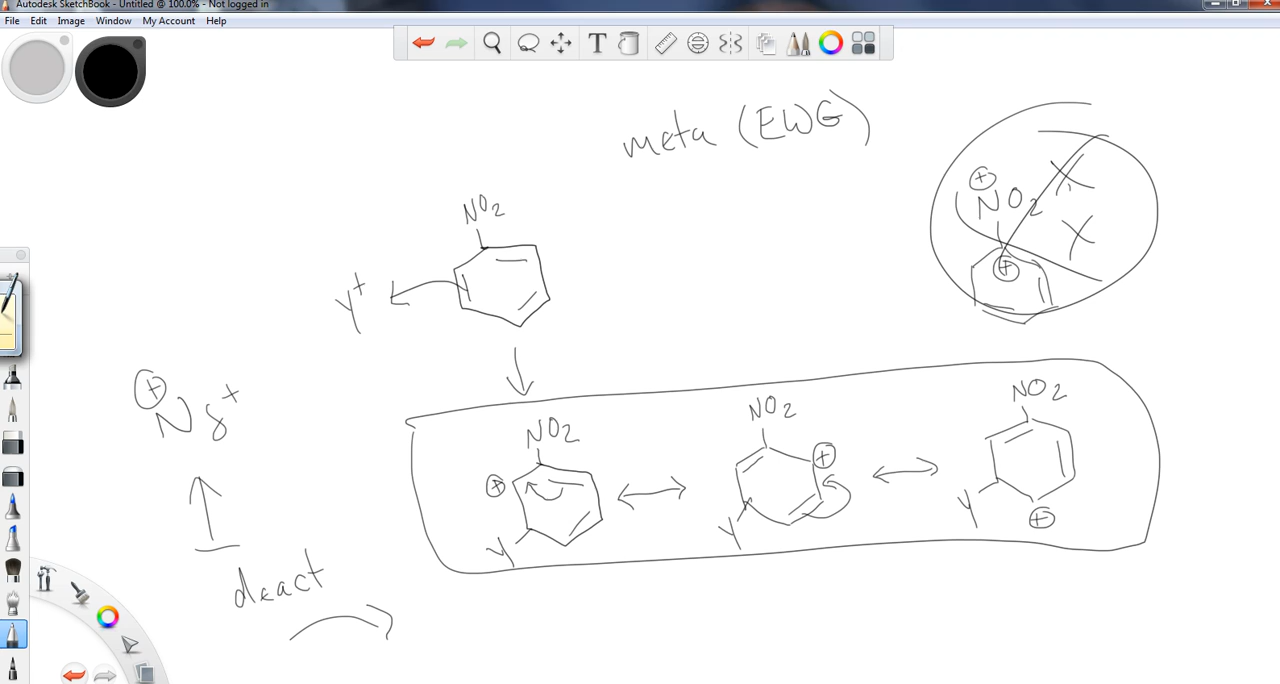 Autodesk SketchBook - Untitled @ 100.0% - Not logged in
File Edit Image Window My Account Help
T
meta (EWG)
⊕
NO2
X
X
⊕
NO2
Y+
⊕
N δ+
NO2
⊕
Y
NO2
⊕
Y
NO2
Y
⊕
deact